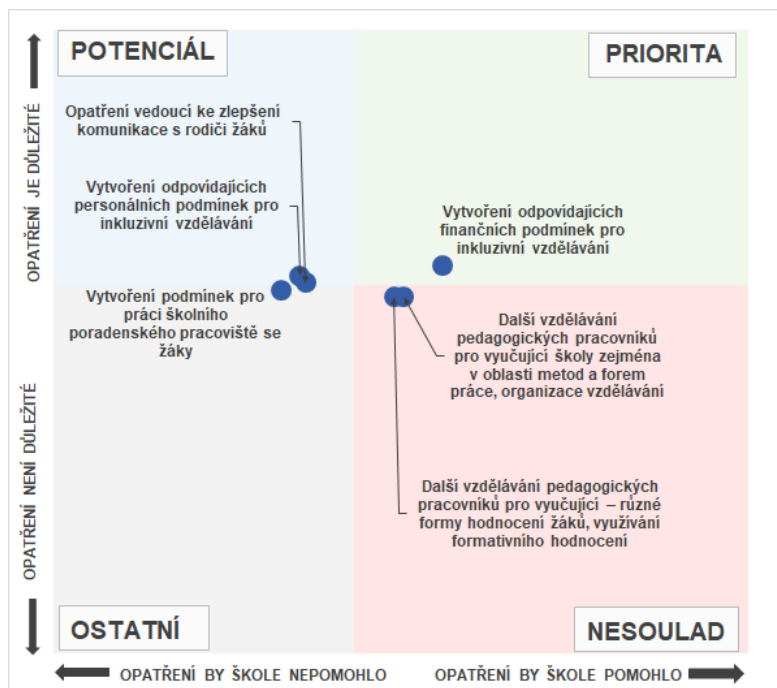 POTENCIÁL
PRIORITA
OPATŘENÍ JE DŮLEŽITÉ
Opatření vedoucí ke zlepšení
komunikace s rodiči žáků
Vytvoření odpovídajících
personálních podmínek pro
inkluzivní vzdělávání
Vytvoření odpovídajících
finančních podmínek pro
inkluzivní vzdělávání
Vytvoření podmínek pro
práci školního
poradenského pracoviště se
žáky
Další vzdělávání
pedagogických pracovníků
pro vyučující školy zejména
v oblasti metod a forem
práce, organizace vzdělávání
OPATŘENÍ NENÍ DŮLEŽITÉ
Další vzdělávání pedagogických
pracovníků pro vyučující – různé
formy hodnocení žáků, využívání
formativního hodnocení
OSTATNÍ
NESOULAD
OPATŘENÍ BY ŠKOLE NEPOMOHLO
OPATŘENÍ BY ŠKOLE POMOHLO